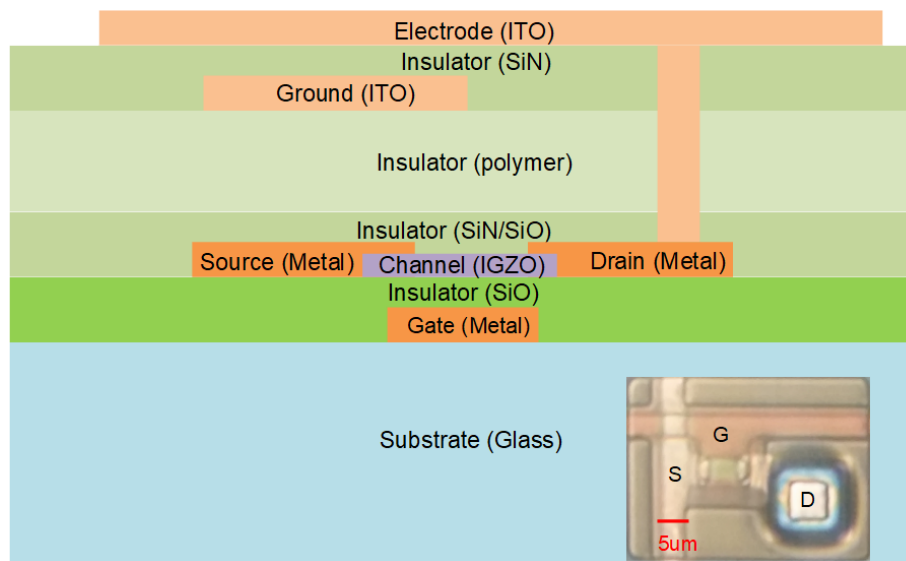 Electrode (ITO)
Insulator (SiN)
Ground (ITO)
Insulator (polymer)
Insulator (SiN/SiO)
Source (Metal)
Channel (IGZO)
Drain (Metal)
Insulator (SiO)
Gate (Metal)
Substrate (Glass)
G
S
D
5um